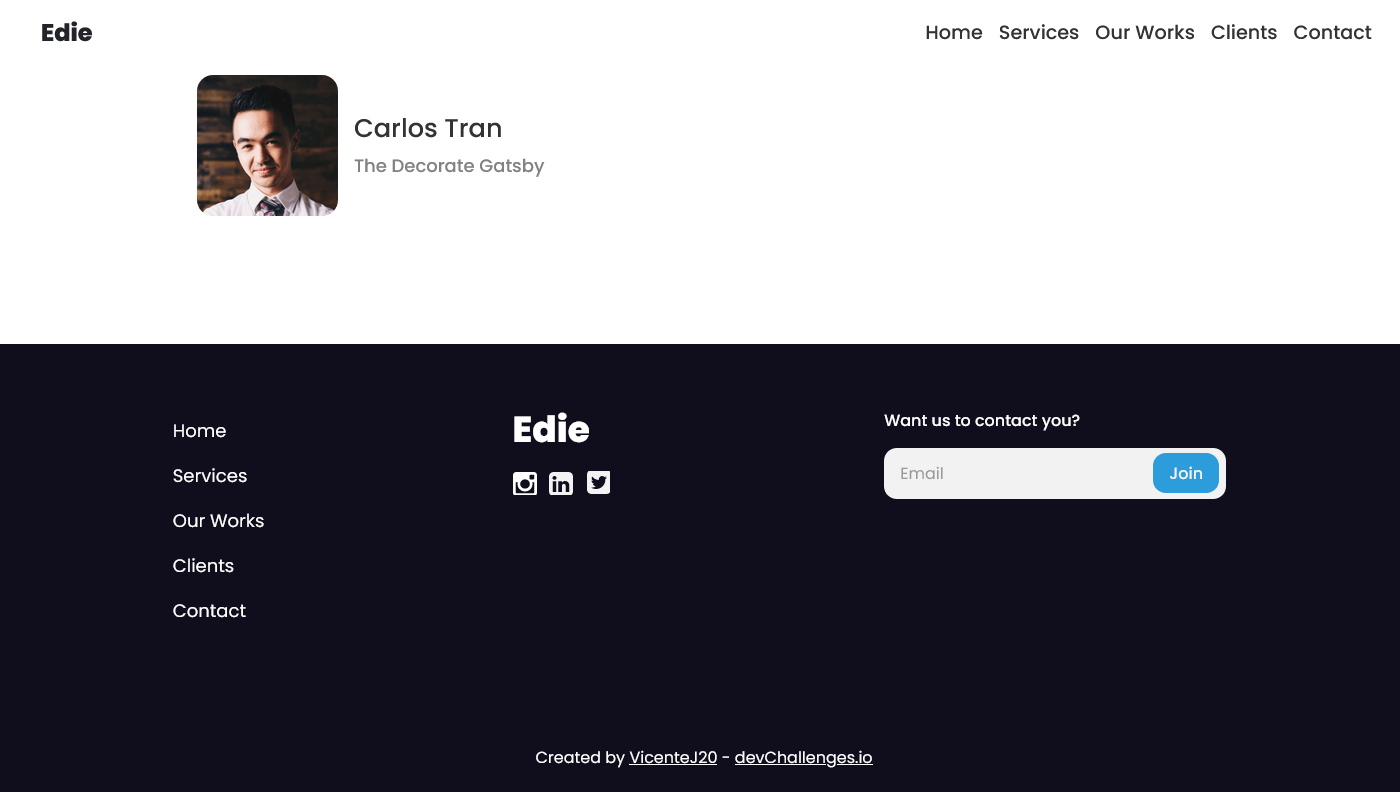 Edie
Home Services Our Works Clients Contact
Carlos Tran
The Decorate Gatsby
Home
Services
Our Works
Clients
Contact
Edie
Want us to contact you?
Email
Join
Created by VicenteJ20 - devChallenges.io